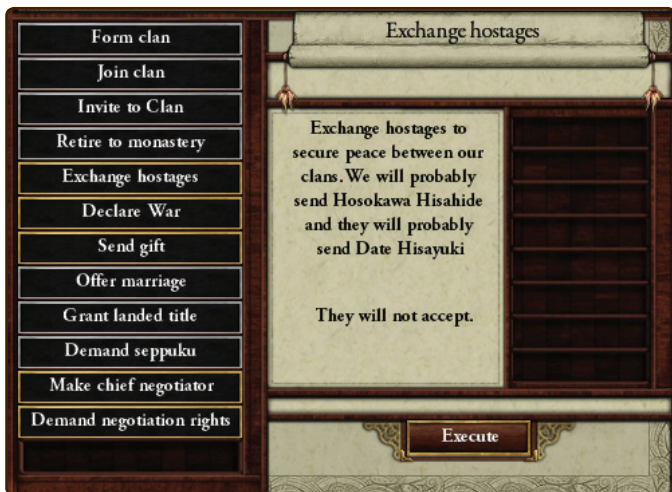 Form clan
Join clan
Invite to Clan
Retire to monastery
Exchange hostages
Declare War
Send gift
Offer marriage
Grant landed title
Demand seppuku
Make chief negotiator
Demand negotiation rights
Exchange hostages
Exchange hostages to
secure peace between our
clans.We will probably
send Hosokawa Hisahide
and they will probably
send Date Hisayuki
They will not accept.
Execute